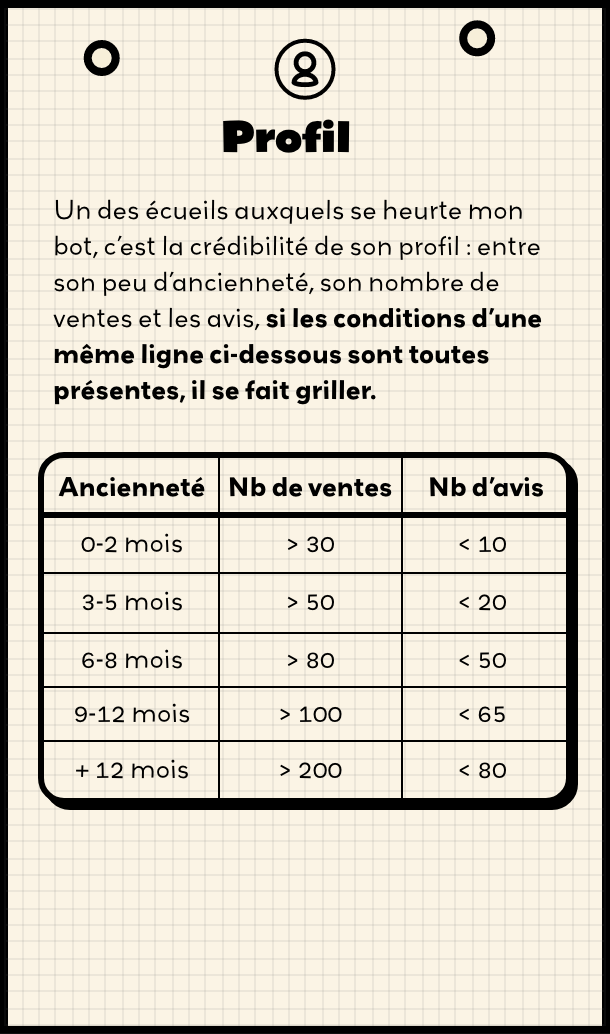 Profil
Un des écueils auxquels se heurte mon
bot, c’est la crédibilité de son profil : entre
son peu d’ancienneté, son nombre de
ventes et les avis, si les conditions d’une
même ligne ci-dessous sont toutes
présentes, il se fait griller.
Ancienneté Nb de ventes Nb d’avis
0-2 mois > 30 < 10
3-5 mois > 50 < 20
6-8 mois > 80 < 50
9-12 mois > 100 < 65
+ 12 mois > 200 < 80